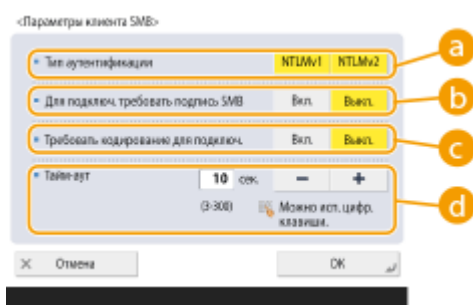 <Параметры клиента SMB>
Тип аутентификации NTLMv1 NTLMv2 a
Для подключ. требовать подпись SMB Вкл. Выкл. b
Требовать кодирование для подключ. Вкл. Выкл. c
Тайм-аут 10 сек. − +
(3-300) Можно исп. цифр. d
клавиши.
× Отмена OK